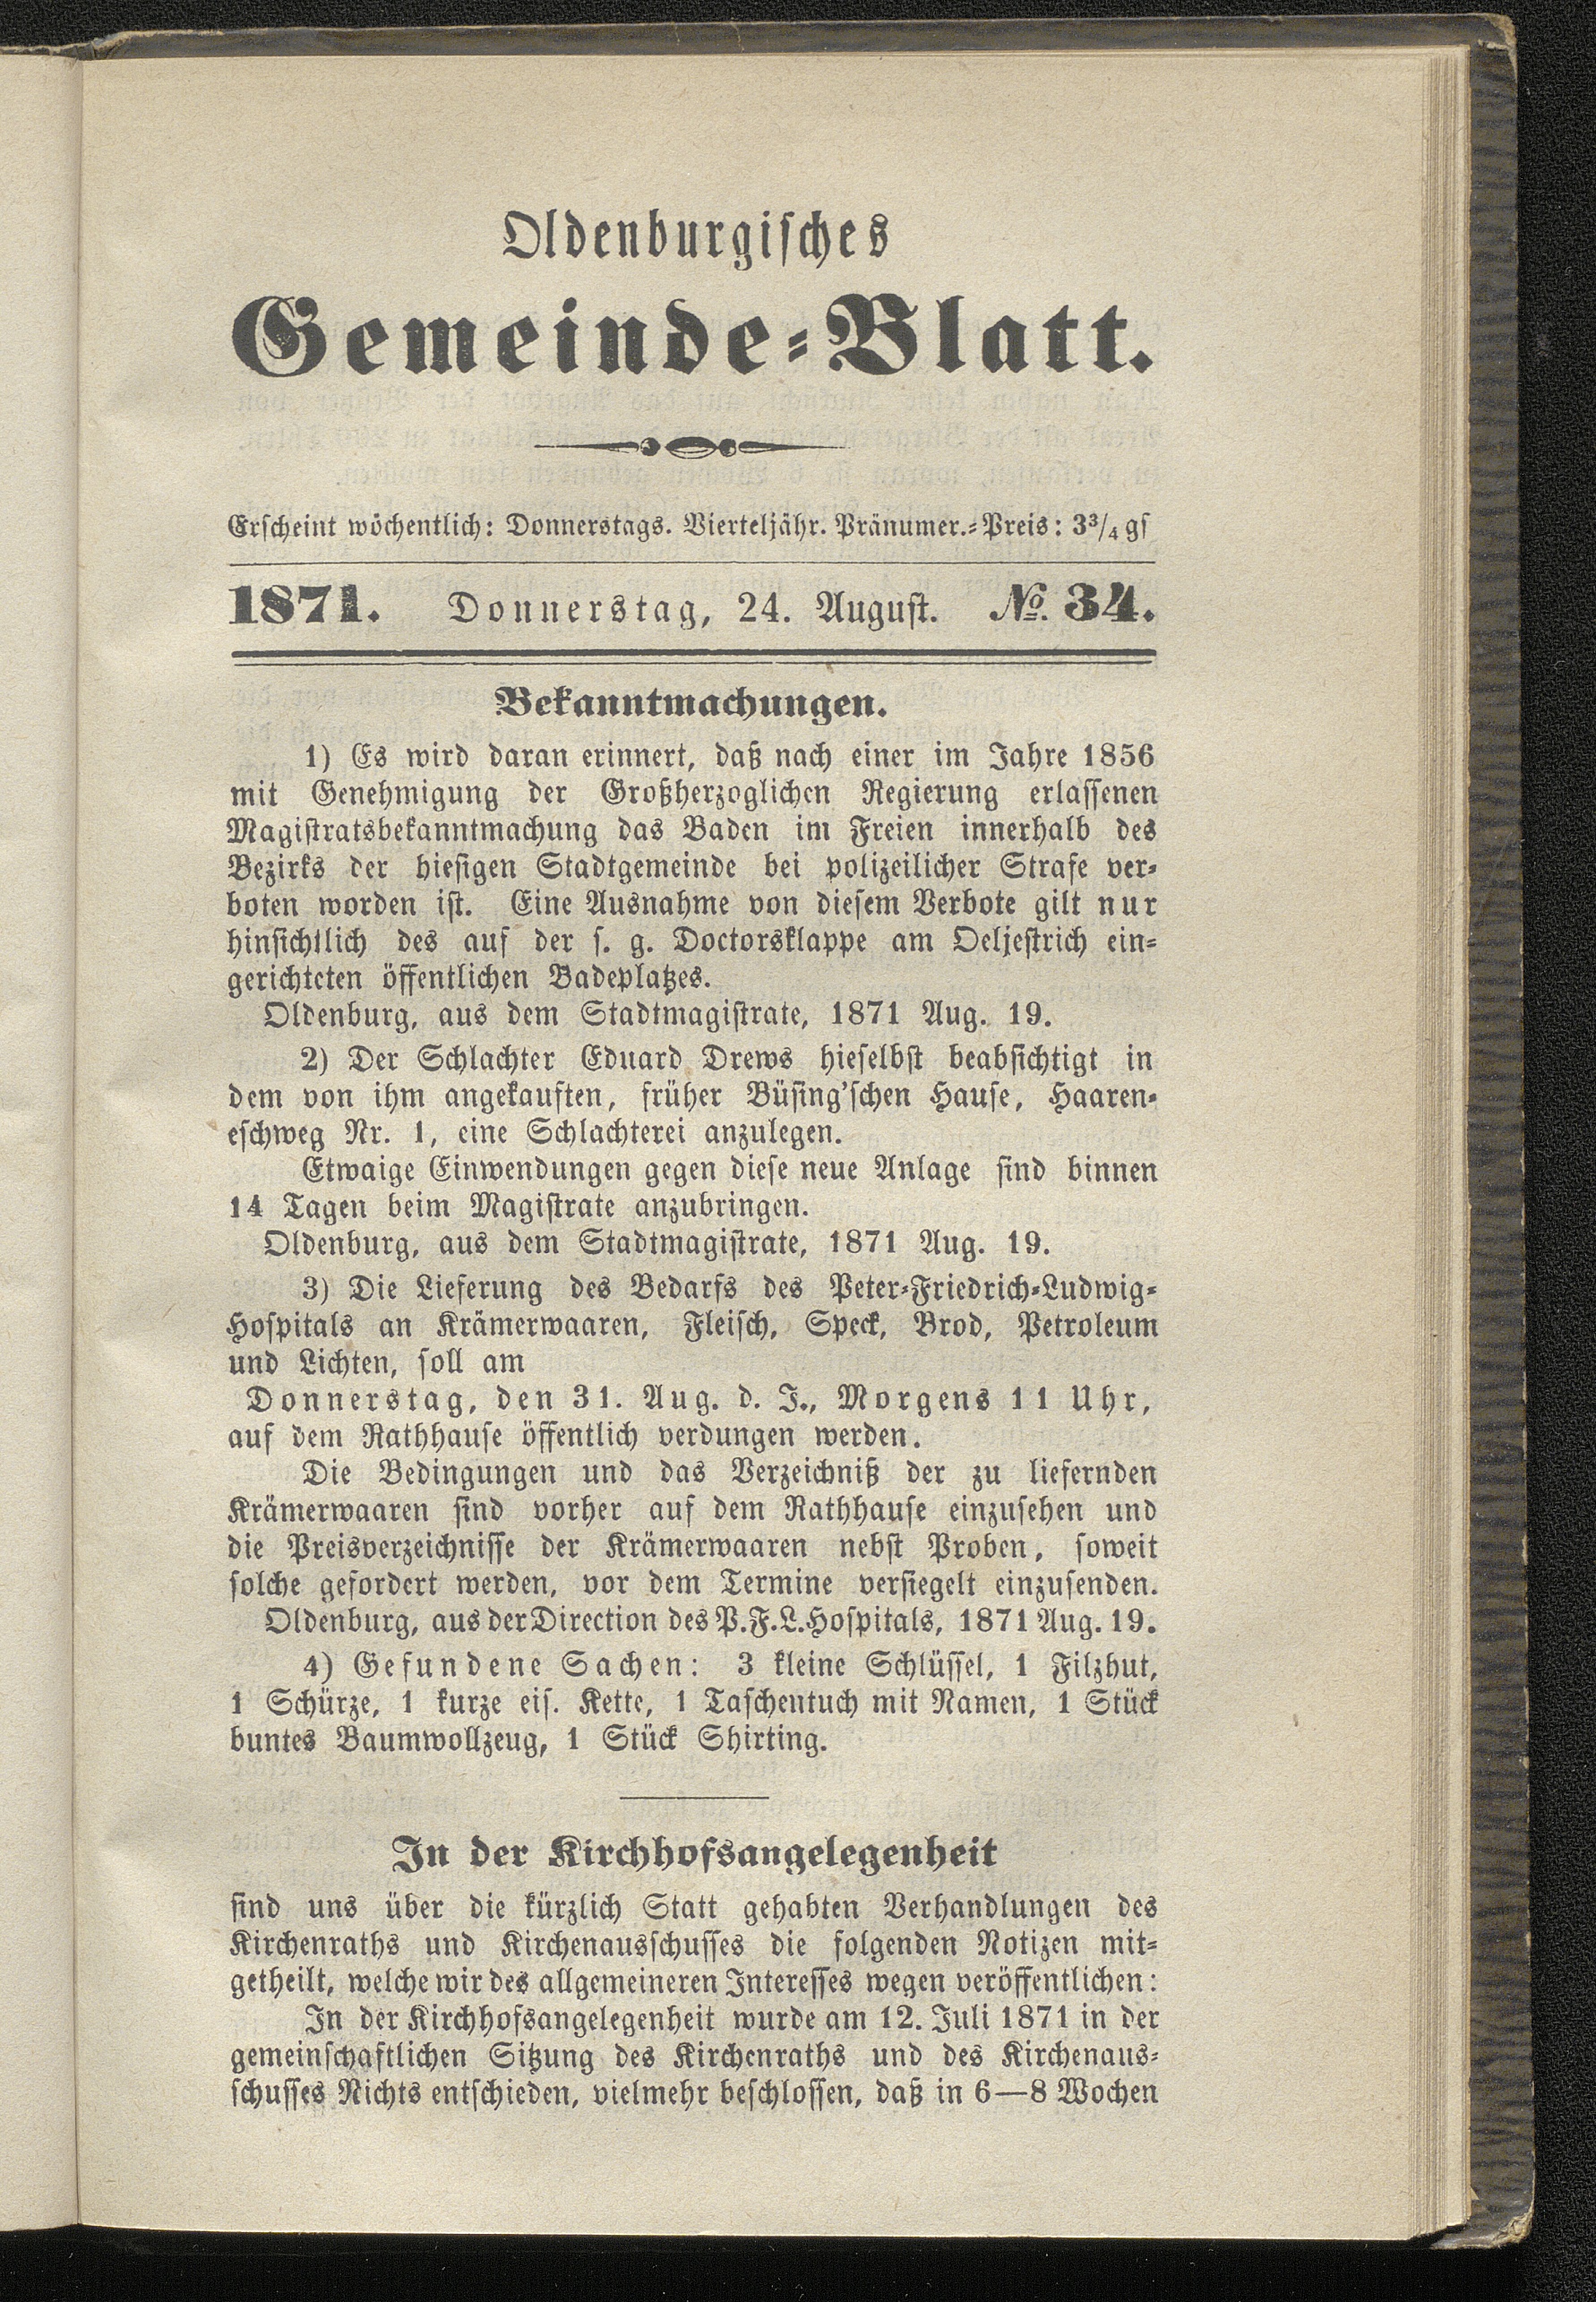 Oldenburgisches
Gemeinde-Blatt.
Erscheint wöchentlich: Donnerstags. Vierteljähr. Pränumer.-Preis: 3³/₄ gs
1871. Donnerstag, 24. August. № 34.
Bekanntmachungen.
1) Es wird daran erinnert, daß nach einer im Jahre 1856
mit Genehmigung der Großherzoglichen Regierung erlassenen
Magistratsbekanntmachung das Baden im Freien innerhalb des
Bezirks der hiesigen Stadtgemeinde bei polizeilicher Strafe ver-
boten worden ist. Eine Ausnahme von diesem Verbote gilt nur
hinsichtlich des auf der s. g. Doctorsklappe am Oeljestrich ein-
gerichteten öffentlichen Badeplatzes.
Oldenburg, aus dem Stadtmagistrate, 1871 Aug. 19.
2) Der Schlachter Eduard Drews hieselbst beabsichtigt in
dem von ihm angekauften, früher Büsing'schen Hause, Haaren-
eschweg Nr. 1, eine Schlachterei anzulegen.
Etwaige Einwendungen gegen diese neue Anlage sind binnen
14 Tagen beim Magistrate anzubringen.
Oldenburg, aus dem Stadtmagistrate, 1871 Aug. 19.
3) Die Lieferung des Bedarfs des Peter-Friedrich-Ludwig-
Hospitals an Krämerwaaren, Fleisch, Speck, Brod, Petroleum
und Lichten, soll am
Donnerstag, den 31. Aug. d. J., Morgens 11 Uhr,
auf dem Rathhause öffentlich verdungen werden.
Die Bedingungen und das Verzeichniß der zu liefernden
Krämerwaaren sind vorher auf dem Rathhause einzusehen und
die Preisverzeichnisse der Krämerwaaren nebst Proben, soweit
solche gefordert werden, vor dem Termine versiegelt einzusenden.
Oldenburg, aus der Direction des P.F.L.Hospitals, 1871 Aug. 19.
4) Gefundene Sachen: 3 kleine Schlüssel, 1 Filzhut,
1 Schürze, 1 kurze eis. Kette, 1 Taschentuch mit Namen, 1 Stück
buntes Baumwollzeug, 1 Stück Shirting.
In der Kirchhofsangelegenheit
sind uns über die kürzlich Statt gehabten Verhandlungen des
Kirchenraths und Kirchenausschusses die folgenden Notizen mit-
getheilt, welche wir des allgemeineren Interesses wegen veröffentlichen:
In der Kirchhofsangelegenheit wurde am 12. Juli 1871 in der
gemeinschaftlichen Sitzung des Kirchenraths und des Kirchenaus-
schusses Nichts entschieden, vielmehr beschlossen, daß in 6—8 Wochen